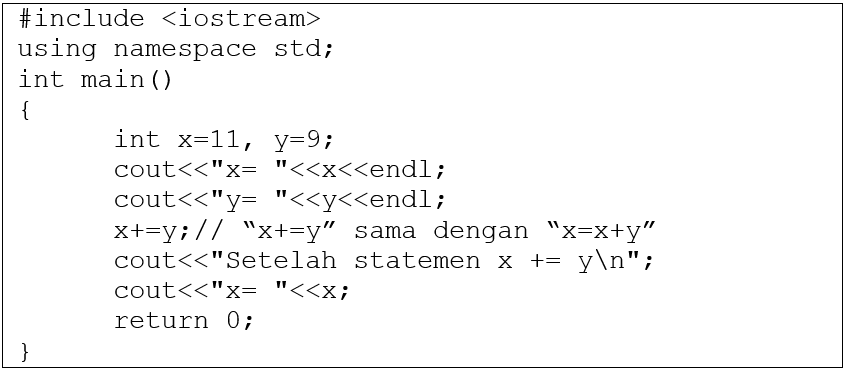 #include <iostream>
using namespace std;
int main()
{
int x=11, y=9;
cout<<"x= "<<x<<endl;
cout<<"y= "<<y<<endl;
x+=y;// “x+=y” sama dengan “x=x+y”
cout<<"Setelah statemen x += y\n";
cout<<"x= "<<x;
return 0;
}